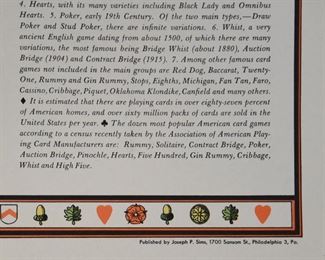 4. Hearts, with its many varieties including Black Lady and Omnibus
Hearts. 5. Poker, early 19th Century. Of the two main types,—Draw
Poker and Stud Poker, there are infinite variations. 6. Whist, a very
ancient English game dating from about 1500, of which there are many
variations, the most famous being Bridge Whist (about 1880), Auction
Bridge (1904) and Contract Bridge (1915). 7. Among other famous card
games not included in the main groups are Red Dog, Baccarat, Twenty-
One, Rummy and Gin Rummy, Stops, Eights, Michigan, Fan Tan, Faro,
Cassino, Cribbage, Piquet, Oklahoma Klondike, Canfield and many others.
♦ It is estimated that there are playing cards in over eighty-seven percent
of American homes, and over sixty million packs of cards are sold in the
United States per year. ♣ The dozen most popular American card games
according to a census recently taken by the Association of American Play-
ing Card Manufacturers are: Rummy, Solitaire, Contract Bridge, Poker,
Auction Bridge, Pinochle, Hearts, Five Hundred, Gin Rummy, Cribbage,
Whist and High Five.
Published by Joseph P. Sims, 1700 Sansom St., Philadelphia 3, Pa.